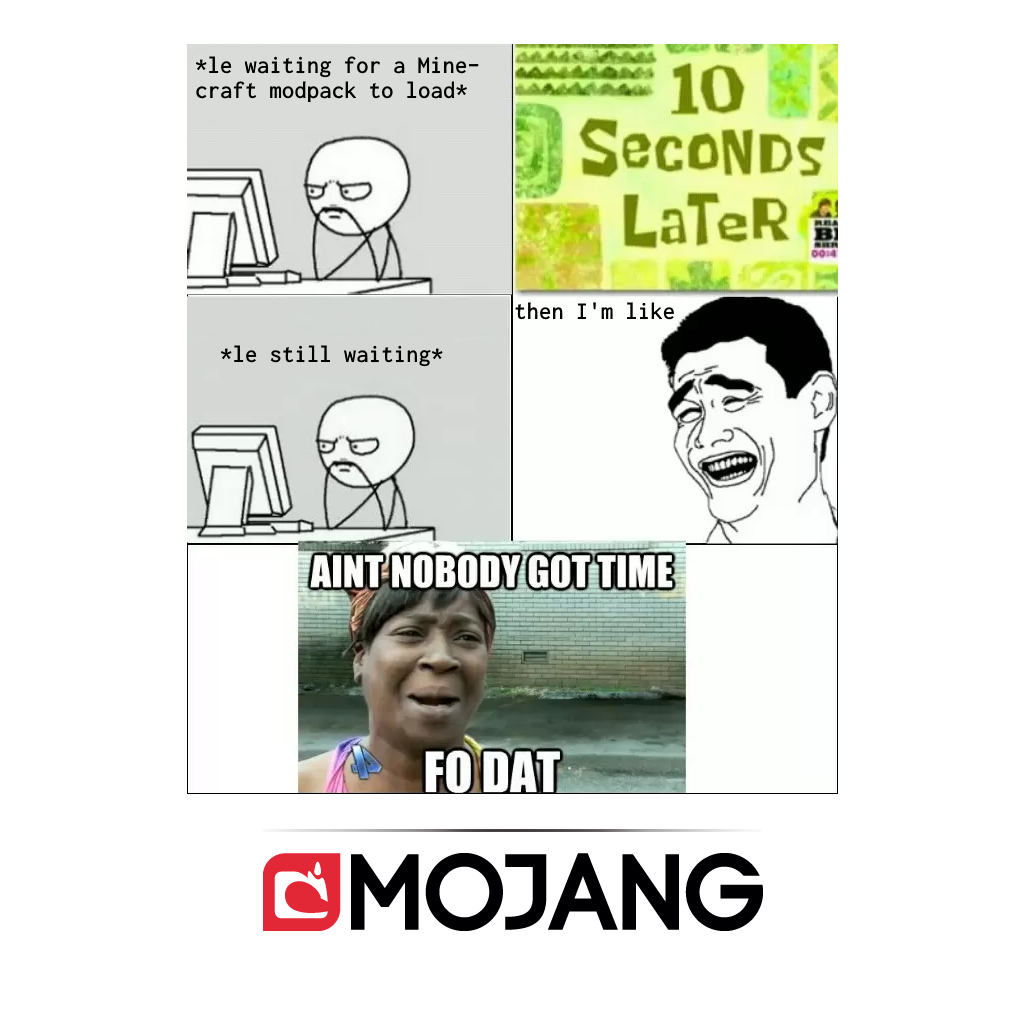 *le waiting for a Mine-
craft modpack to load*
10
SECONDS
LATER
*le still waiting*
then I'm like
AINT NOBODY GOT TIME
FO DAT
MOJANG